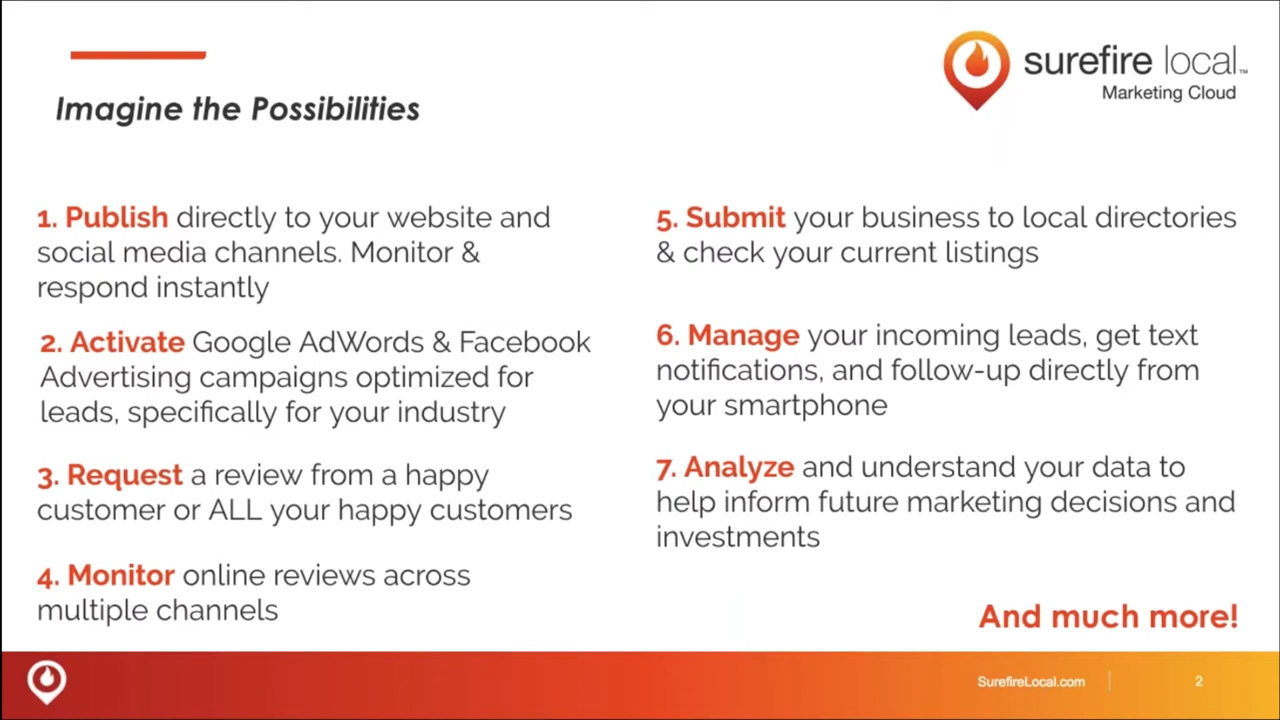 surefire local™
Marketing Cloud
Imagine the Possibilities
1. Publish directly to your website and
social media channels. Monitor &
respond instantly
2. Activate Google AdWords & Facebook
Advertising campaigns optimized for
leads, specifically for your industry
3. Request a review from a happy
customer or ALL your happy customers
4. Monitor online reviews across
multiple channels
5. Submit your business to local directories
& check your current listings
6. Manage your incoming leads, get text
notifications, and follow-up directly from
your smartphone
7. Analyze and understand your data to
help inform future marketing decisions and
investments
And much more!
SurefireLocal.com
2